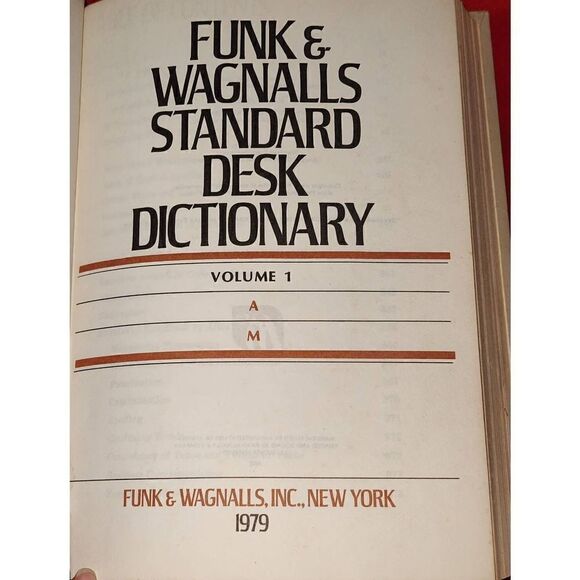 FUNK &
WAGNALLS
STANDARD
DESK
DICTIONARY
VOLUME 1
A
M
FUNK & WAGNALLS, INC., NEW YORK
1979